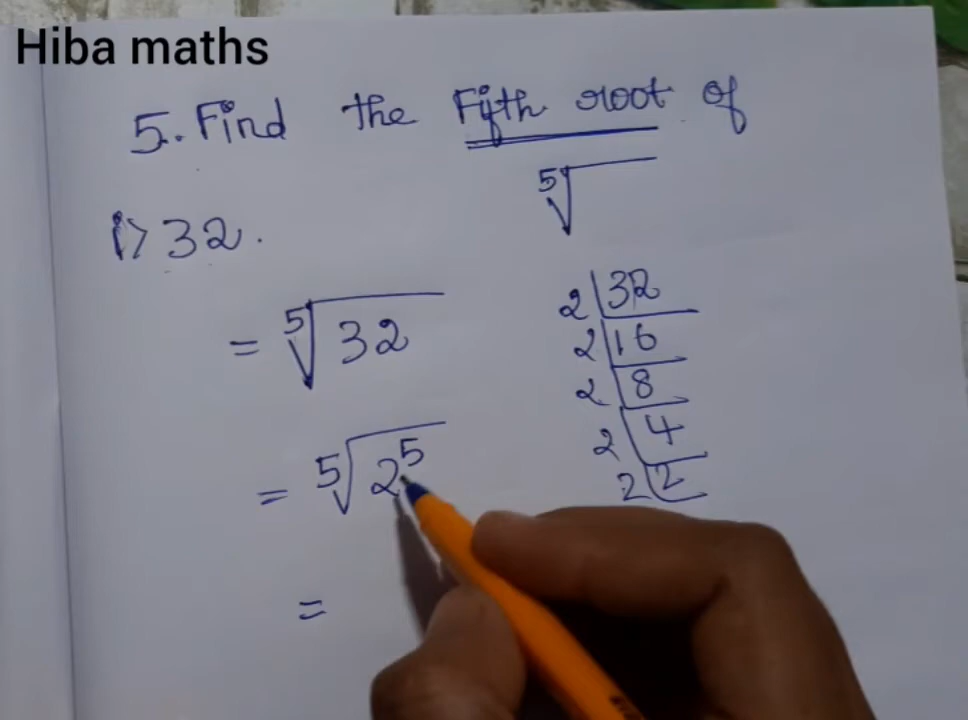 Hiba maths
5. Find the Fifth root of
⁵√
i) 32.
= ⁵√32
= ⁵√2⁵
=
2 | 32
2 | 16
2 | 8
2 | 4
2 | 2